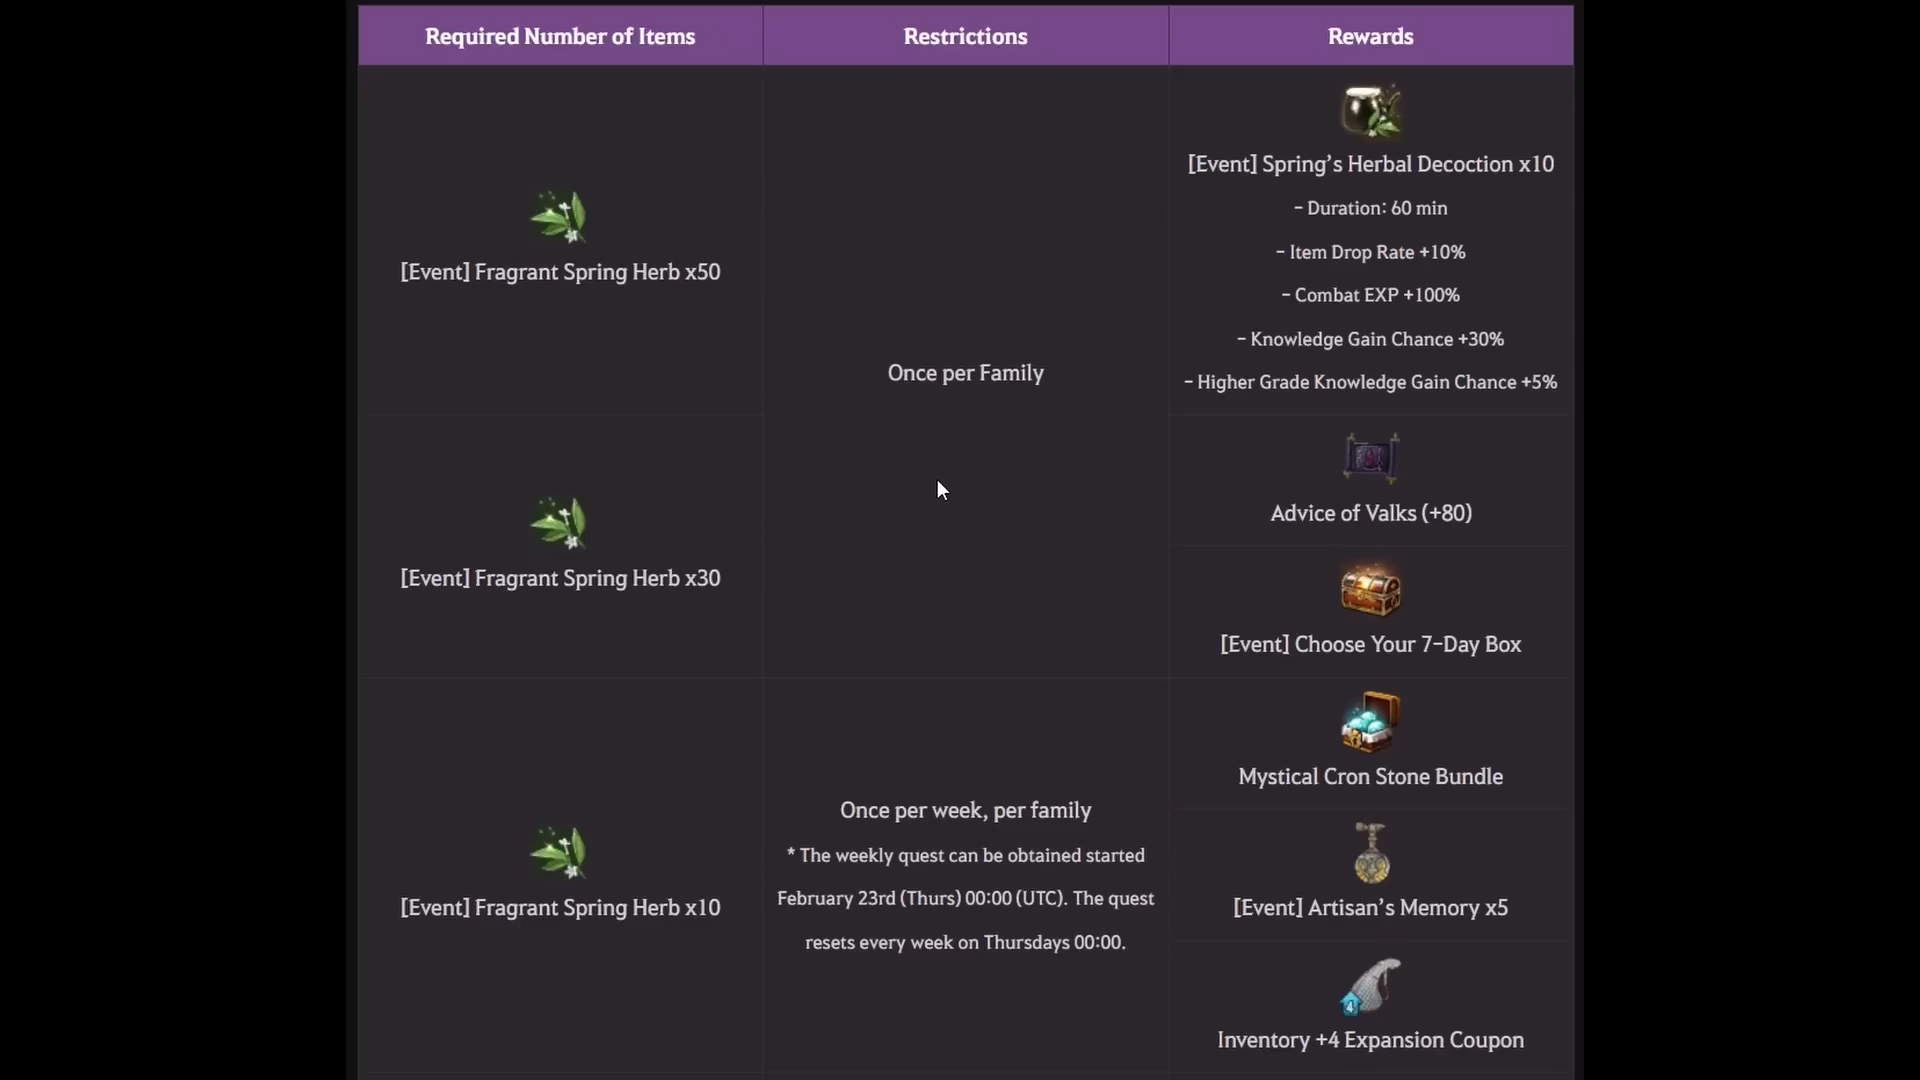 Required Number of Items
Restrictions
Rewards
[Event] Fragrant Spring Herb x50
Once per Family
[Event] Spring's Herbal Decoction x10
- Duration: 60 min
- Item Drop Rate +10%
- Combat EXP +100%
- Knowledge Gain Chance +30%
- Higher Grade Knowledge Gain Chance +5%
[Event] Fragrant Spring Herb x30
Advice of Valks (+80)
[Event] Choose Your 7-Day Box
[Event] Fragrant Spring Herb x10
Once per week, per family
* The weekly quest can be obtained started
February 23rd (Thurs) 00:00 (UTC). The quest
resets every week on Thursdays 00:00.
Mystical Cron Stone Bundle
[Event] Artisan's Memory x5
4
Inventory +4 Expansion Coupon